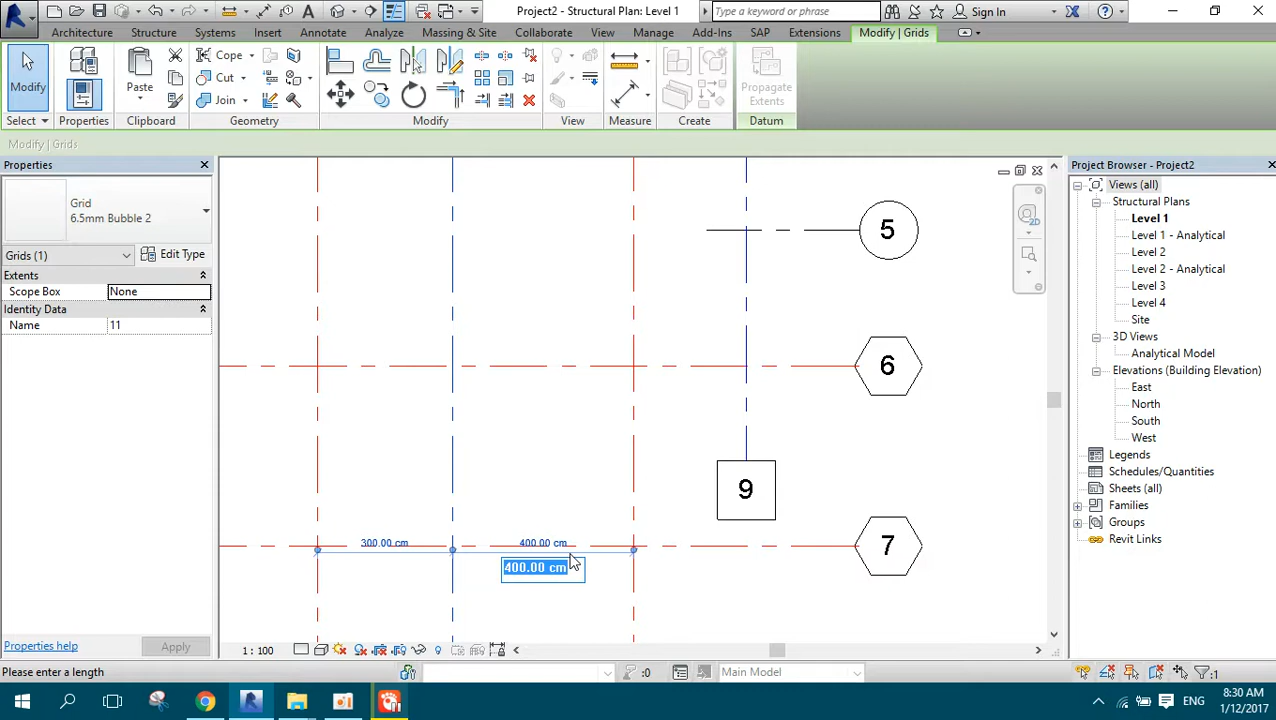 Project2 - Structural Plan: Level 1
Type a keyword or phrase
Sign In
Architecture
Structure
Systems
Insert
Annotate
Analyze
Massing & Site
Collaborate
View
Manage
Add-Ins
SAP
Extensions
Modify | Grids
Modify
Paste
Cope
Cut
Join
Propagate
Extents
Select
Properties
Clipboard
Geometry
Modify
View
Measure
Create
Datum
Modify | Grids
Properties
Grid
6.5mm Bubble 2
Grids (1)
Edit Type
Extents
Scope Box
None
Identity Data
Name
11
Properties help
Apply
2D
5
6
9
7
300.00 cm
400.00 cm
400.00 cm
1 : 100
Project Browser - Project2
Views (all)
Structural Plans
Level 1
Level 1 - Analytical
Level 2
Level 2 - Analytical
Level 3
Level 4
Site
3D Views
Analytical Model
Elevations (Building Elevation)
East
North
South
West
Legends
Schedules/Quantities
Sheets (all)
Families
Groups
Revit Links
Please enter a length
:0
Main Model
:1
ENG
8:30 AM
1/12/2017